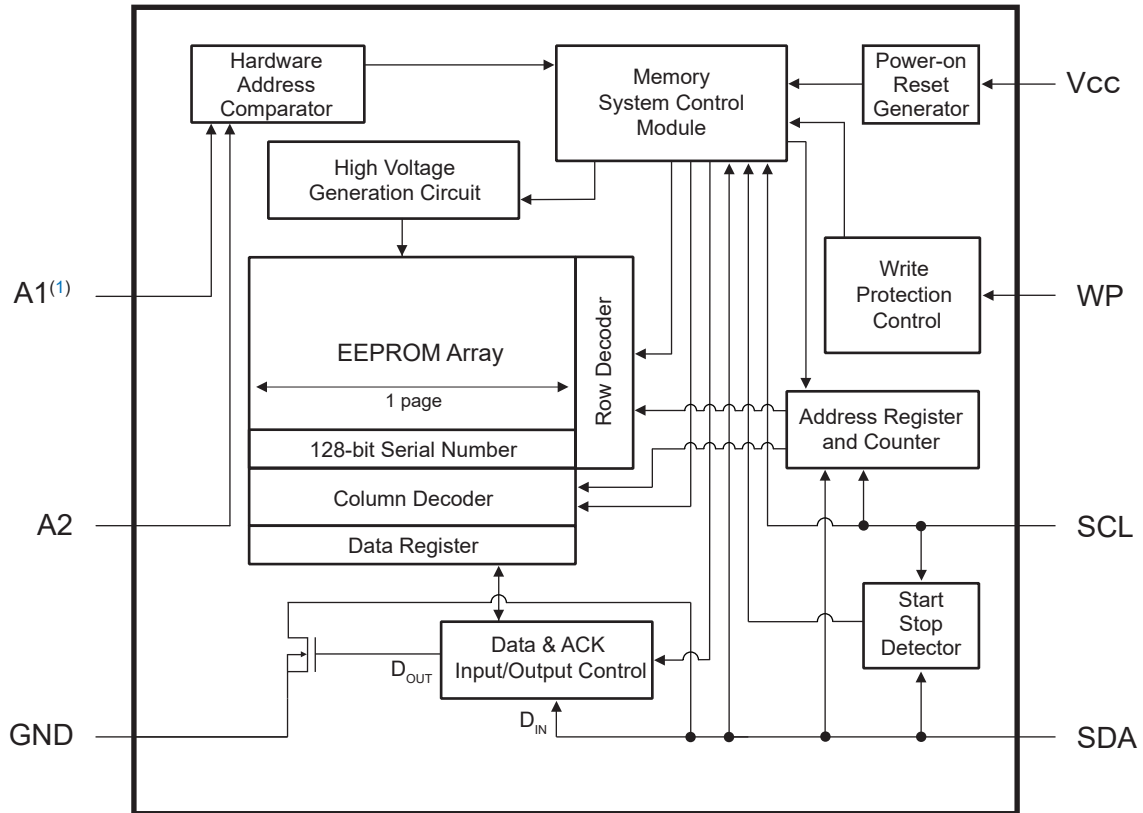 Hardware
Address
Comparator
Memory
System Control
Module
Power-on
Reset
Generator
Vcc
High Voltage
Generation Circuit
A1(1)
Write
Protection
Control
WP
EEPROM Array
1 page
Row Decoder
Address Register
and Counter
128-bit Serial Number
Column Decoder
A2
SCL
Data Register
Start
Stop
Detector
Data & ACK
Input/Output Control
DOUT
DIN
GND
SDA